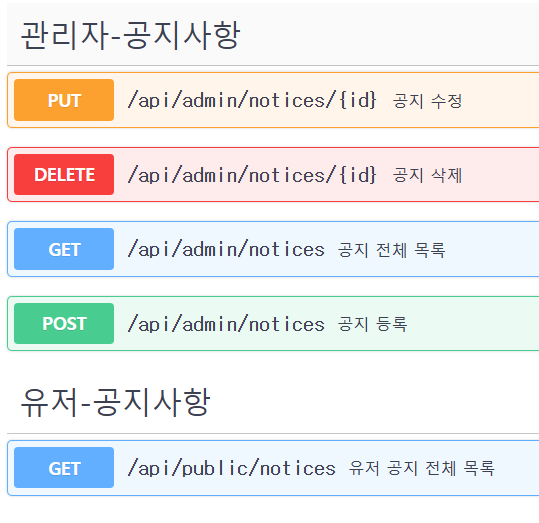 관리자-공지사항
PUT /api/admin/notices/{id} 공지 수정
DELETE /api/admin/notices/{id} 공지 삭제
GET /api/admin/notices 공지 전체 목록
POST /api/admin/notices 공지 등록
유저-공지사항
GET /api/public/notices 유저 공지 전체 목록